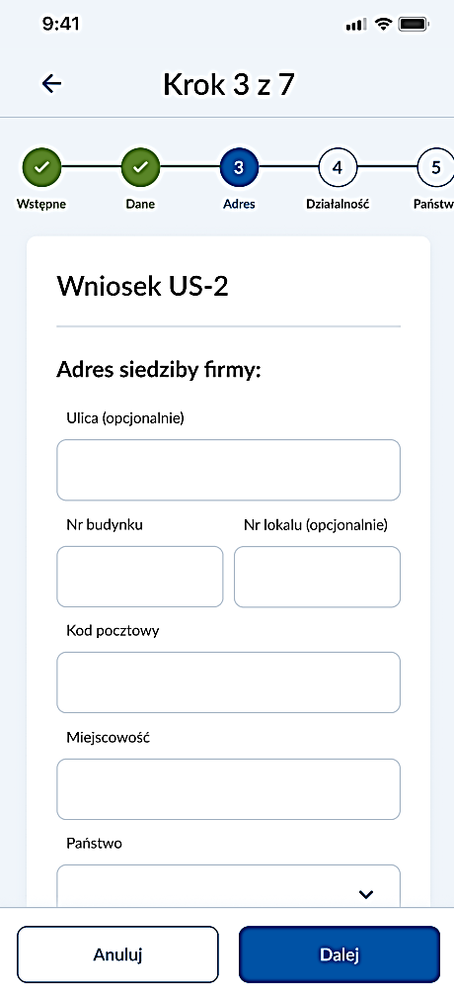 9:41
Krok 3 z 7
3
4
5
Wstępne
Dane
Adres
Działalność
Państw
Wniosek US-2
Adres siedziby firmy:
Ulica (opcjonalnie)
Nr budynku
Nr lokalu (opcjonalnie)
Kod pocztowy
Miejscowość
Państwo
Anuluj
Dalej